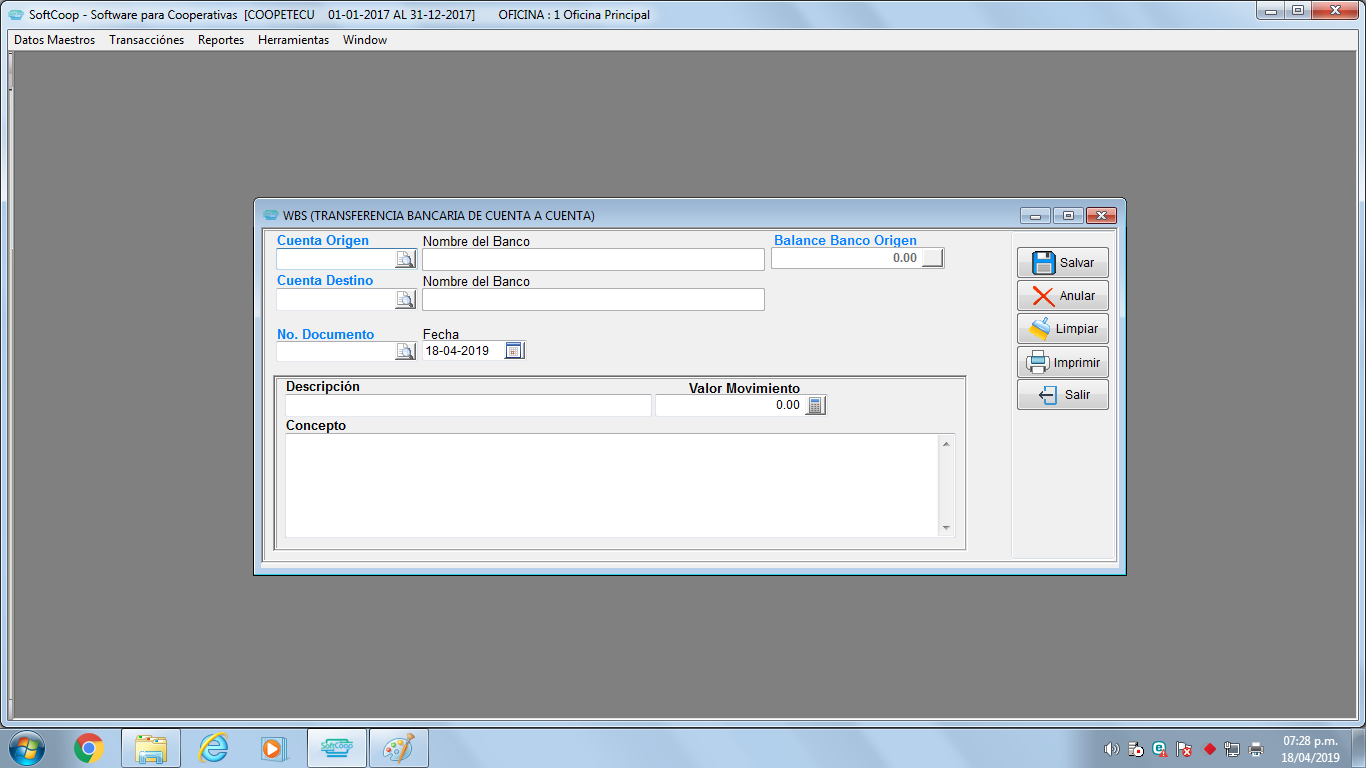 SoftCoop - Software para Cooperativas [COOPETECU 01-01-2017 AL 31-12-2017] OFICINA : 1 Oficina Principal
Datos Maestros Transacciónes Reportes Herramientas Window
WBS (TRANSFERENCIA BANCARIA DE CUENTA A CUENTA)
Cuenta Origen Nombre del Banco Balance Banco Origen
0.00
Cuenta Destino Nombre del Banco
No. Documento Fecha
18-04-2019
Descripción Valor Movimiento
0.00
Concepto
Salvar
Anular
Limpiar
Imprimir
Salir
SoftCoop
07:28 p.m.
18/04/2019